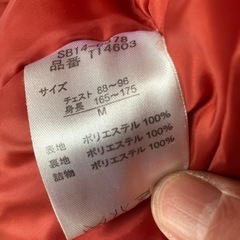 品番 114603
サイズ
チェスト 88~96
身長 165~175
M
表地 ポリエステル 100%
裏地 ポリエステル 100%
詰物 ポリエステル 100%